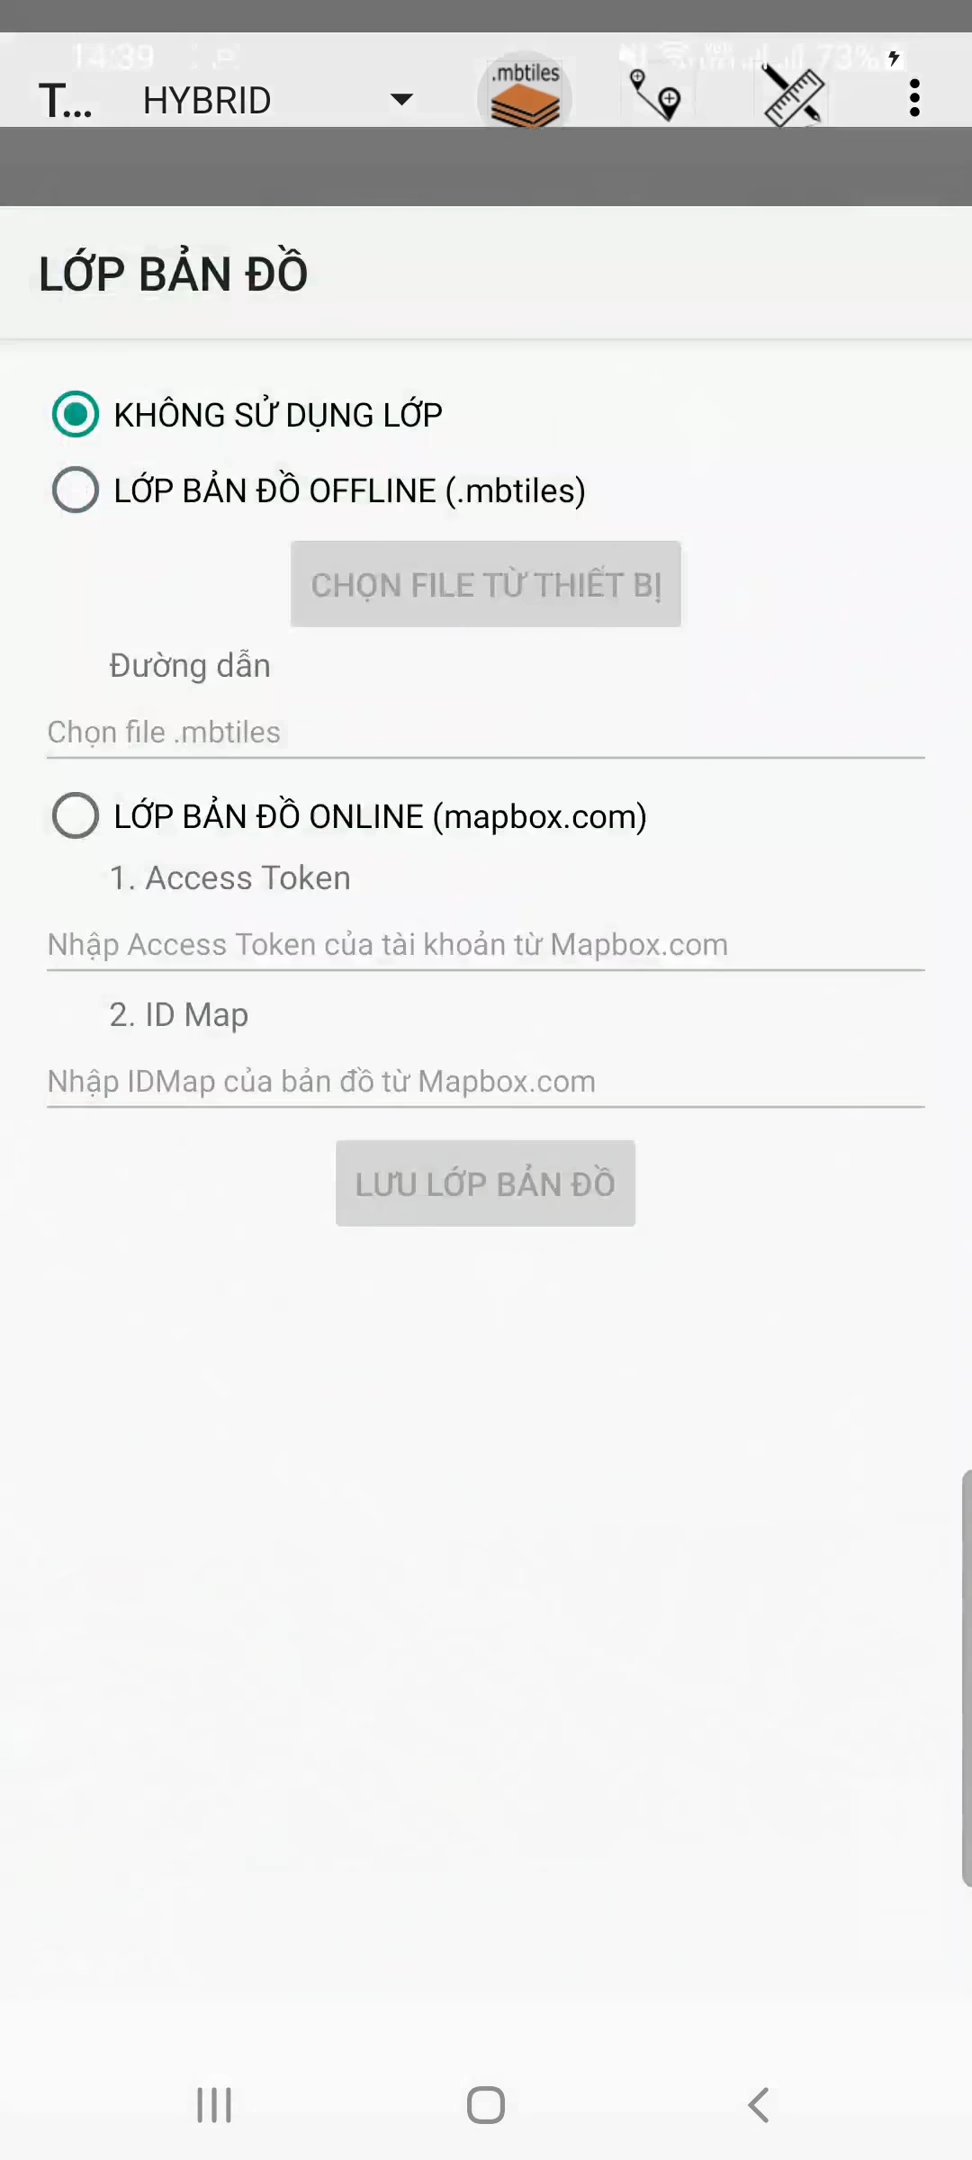 14:39
73%
T...
HYBRID
.mbtiles
LỚP BẢN ĐỒ
KHÔNG SỬ DỤNG LỚP
LỚP BẢN ĐỒ OFFLINE (.mbtiles)
CHỌN FILE TỪ THIẾT BỊ
Đường dẫn
Chọn file .mbtiles
LỚP BẢN ĐỒ ONLINE (mapbox.com)
1. Access Token
Nhập Access Token của tài khoản từ Mapbox.com
2. ID Map
Nhập IDMap của bản đồ từ Mapbox.com
LƯU LỚP BẢN ĐỒ